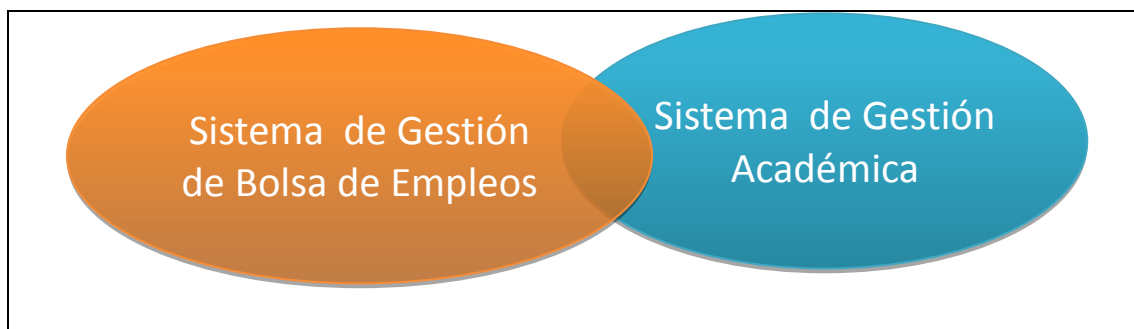 Sistema de Gestión
de Bolsa de Empleos
Sistema de Gestión
Académica